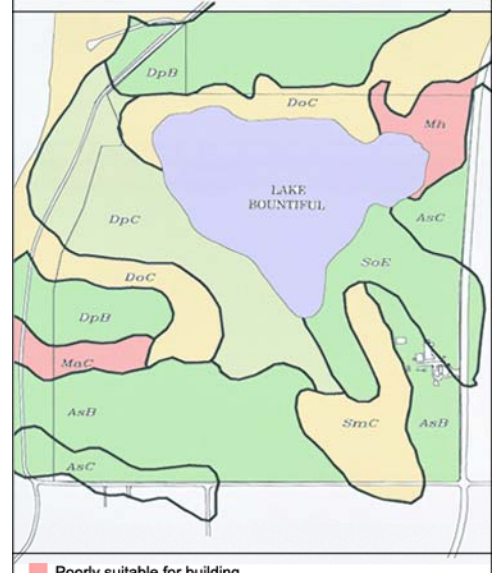 DpB
DoC
Mh
LAKE
BOUNTIFUL
AsC
DpC
SoE
DoC
DpB
MaC
AsB
SmC
AsB
AsC
Poorly suitable for building